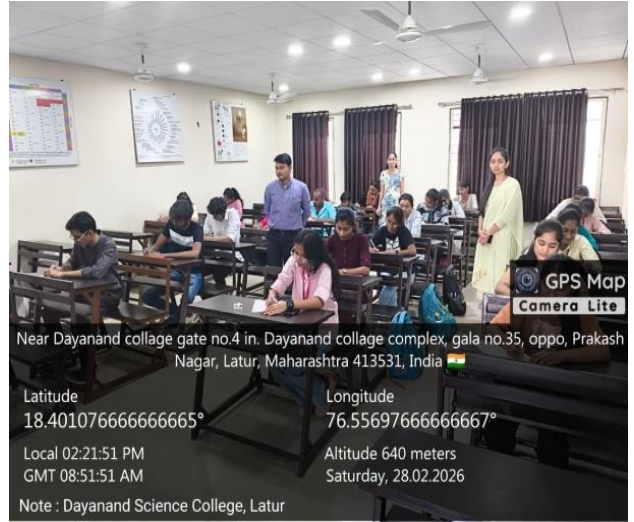 GPS Map
Camera Lite
Near Dayanand collage gate no.4 in. Dayanand collage complex, gala no.35, oppo, Prakash
Nagar, Latur, Maharashtra 413531, India
Latitude
18.401076666666665°
Longitude
76.55697666666667°
Local 02:21:51 PM
GMT 08:51:51 AM
Altitude 640 meters
Saturday, 28.02.2026
Note : Dayanand Science College, Latur